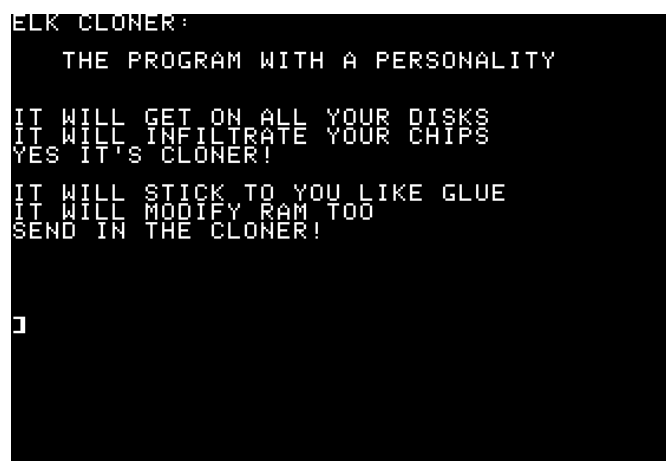 ELK CLONER:
THE PROGRAM WITH A PERSONALITY
IT WILL GET ON ALL YOUR DISKS
IT WILL INFILTRATE YOUR CHIPS
YES IT'S CLONER!
IT WILL STICK TO YOU LIKE GLUE
IT WILL MODIFY RAM TOO
SEND IN THE CLONER!
]